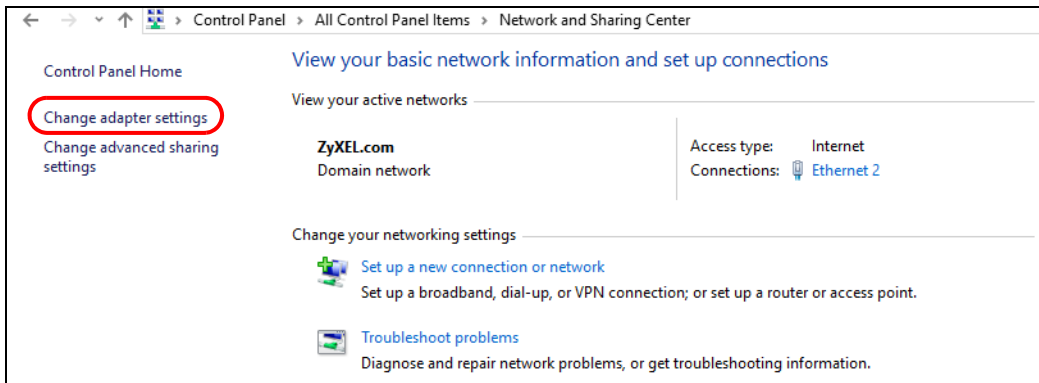 Control Panel > All Control Panel Items > Network and Sharing Center
Control Panel Home
Change adapter settings
Change advanced sharing
settings
View your basic network information and set up connections
View your active networks
ZyXEL.com
Domain network
Access type: Internet
Connections: Ethernet 2
Change your networking settings
Set up a new connection or network
Set up a broadband, dial-up, or VPN connection; or set up a router or access point.
Troubleshoot problems
Diagnose and repair network problems, or get troubleshooting information.